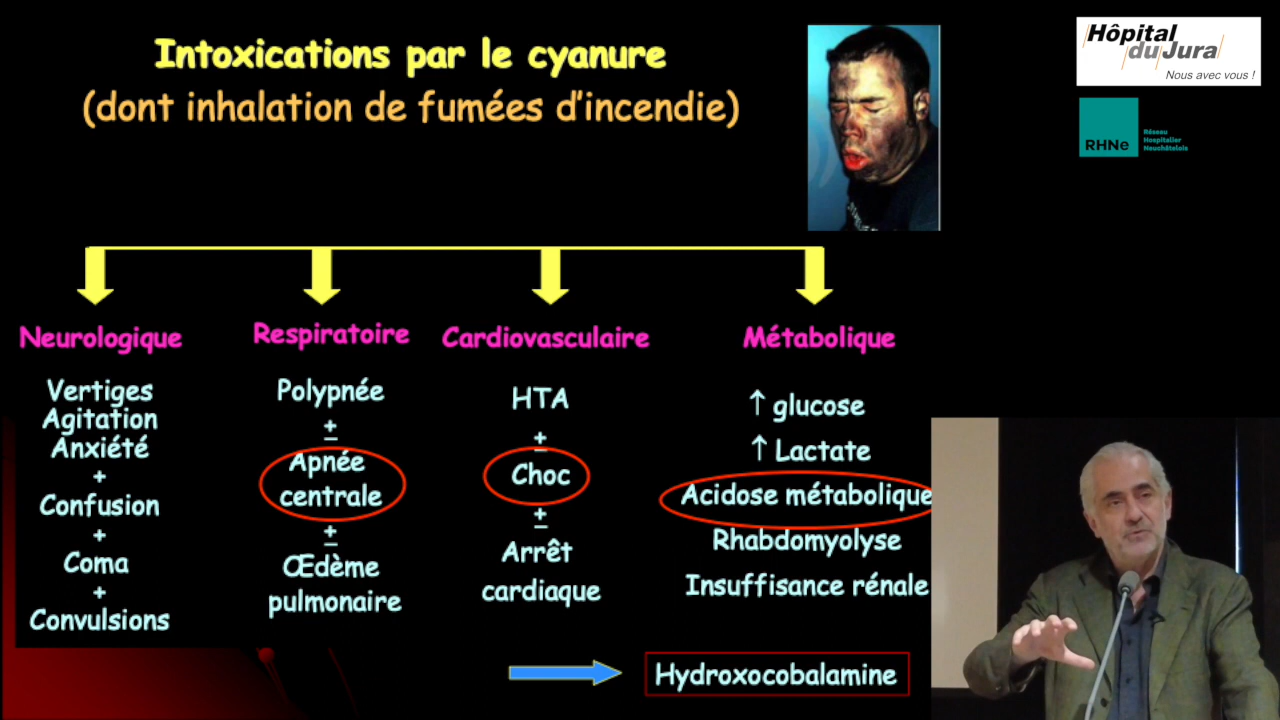 Intoxications par le cyanure
(dont inhalation de fumées d'incendie)
Hôpital
du Jura
Nous avec vous !
RHNe
Réseau
Hospitalier
Neuchâtelois
Neurologique
Vertiges
Agitation
Anxiété
+
Confusion
+
Coma
+
Convulsions
Respiratoire
Polypnée
±
Apnée
centrale
±
Œdème
pulmonaire
Cardiovasculaire
HTA
±
Choc
±
Arrêt
cardiaque
Métabolique
↑ glucose
↑ Lactate
Acidose métabolique
Rhabdomyolyse
Insuffisance rénale
Hydroxocobalamine